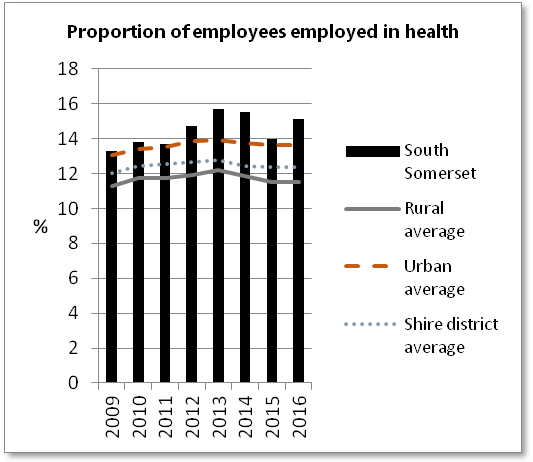 Proportion of employees employed in health
18
16
14
12
10
8
6
4
2
0
%
2009
2010
2011
2012
2013
2014
2015
2016
South
Somerset
Rural
average
Urban
average
Shire district
average